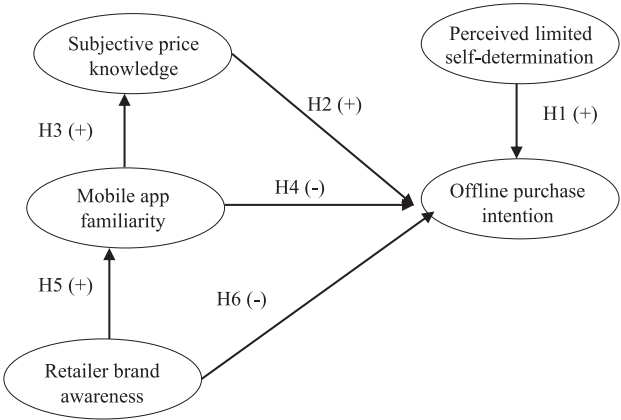 Subjective price
knowledge
Perceived limited
self-determination
H2 (+)
H1 (+)
H3 (+)
Mobile app
familiarity
H4 (-)
Offline purchase
intention
H5 (+)
H6 (-)
Retailer brand
awareness